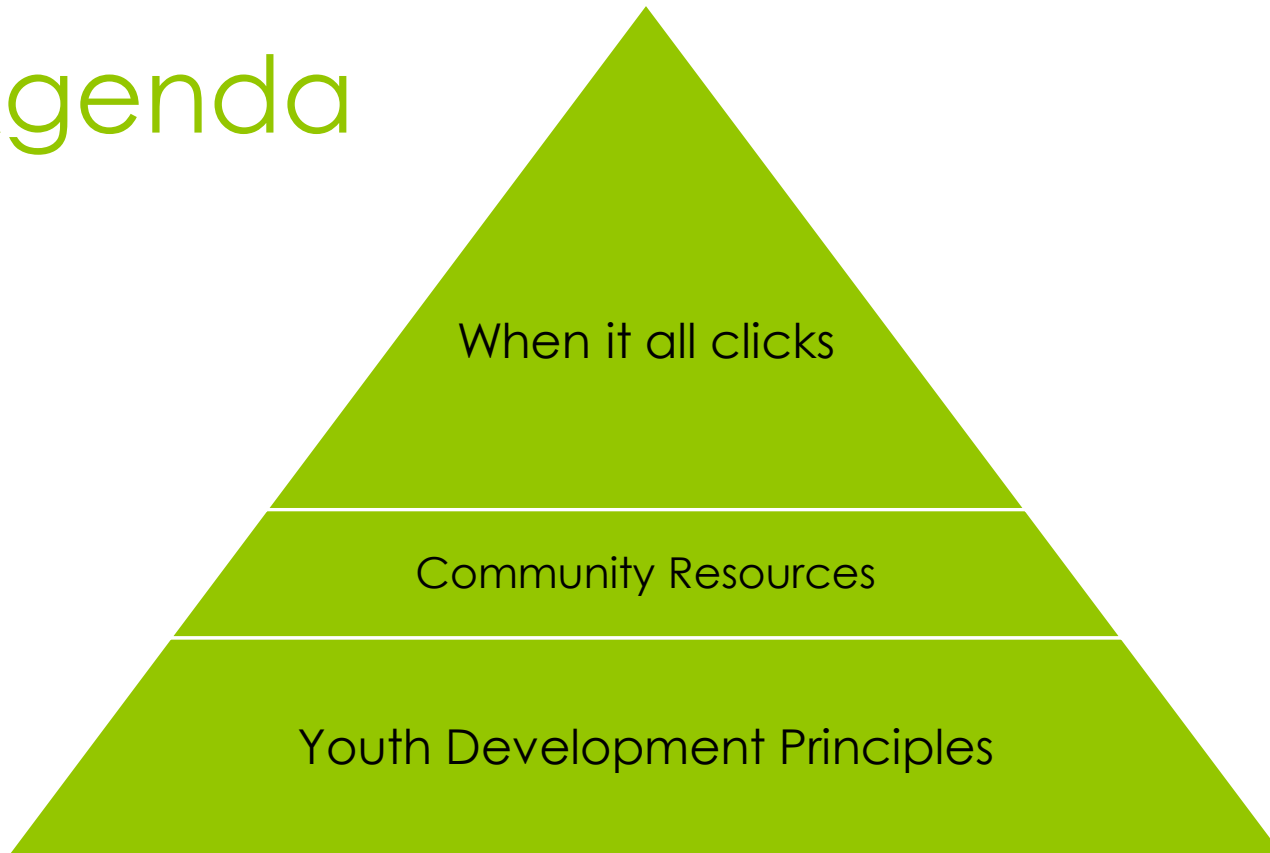 genda
When it all clicks
Community Resources
Youth Development Principles